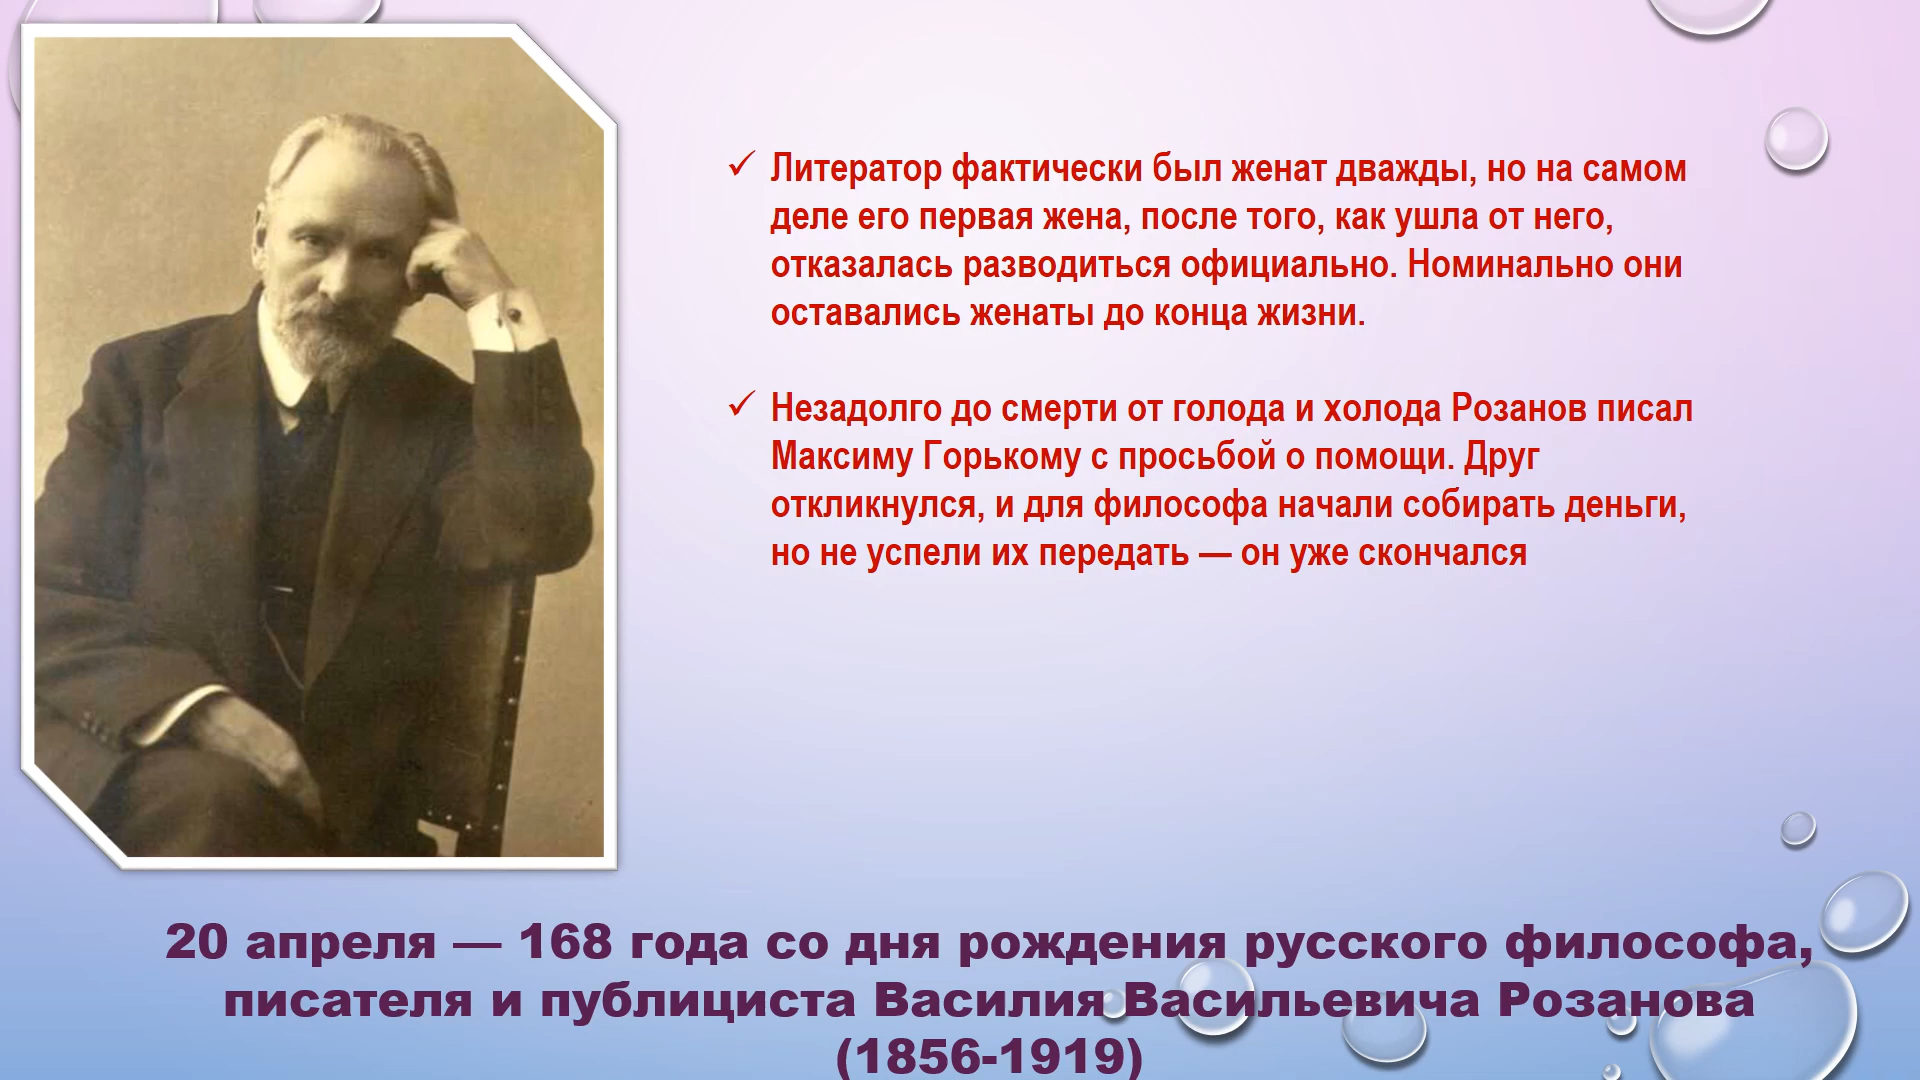 Литератор фактически был женат дважды, но на самом
деле его первая жена, после того, как ушла от него,
отказалась разводиться официально. Номинально они
оставались женаты до конца жизни.
Незадолго до смерти от голода и холода Розанов писал
Максиму Горькому с просьбой о помощи. Друг
откликнулся, и для философа начали собирать деньги,
но не успели их передать — он уже скончался
20 апреля — 168 года со дня рождения русского философа,
писателя и публициста Василия Васильевича Розанова
(1856-1919)